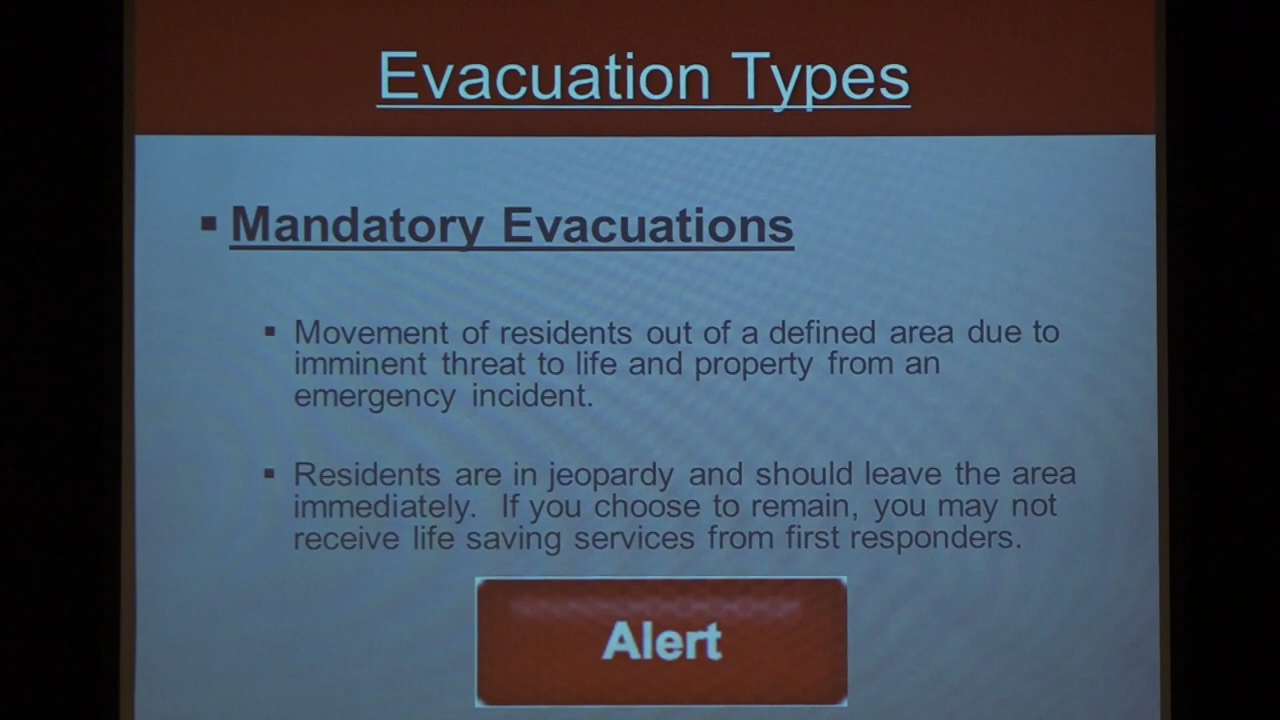 Evacuation Types
▪ Mandatory Evacuations
▪ Movement of residents out of a defined area due to
imminent threat to life and property from an
emergency incident.
▪ Residents are in jeopardy and should leave the area
immediately. If you choose to remain, you may not
receive life saving services from first responders.
Alert